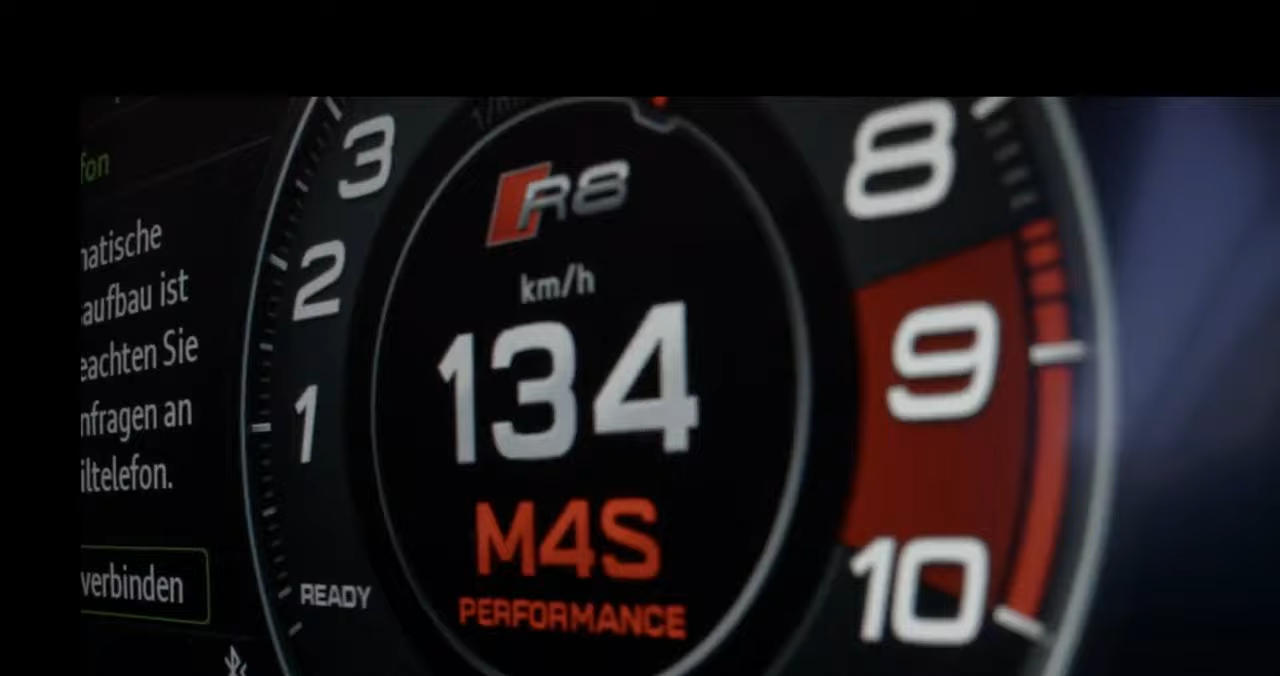 fon
matische
aufbau ist
eachten Sie
nfragen an
iltelefon.
verbinden
3
2
1
READY
R8
km/h
134
M4S
PERFORMANCE
8
9
10